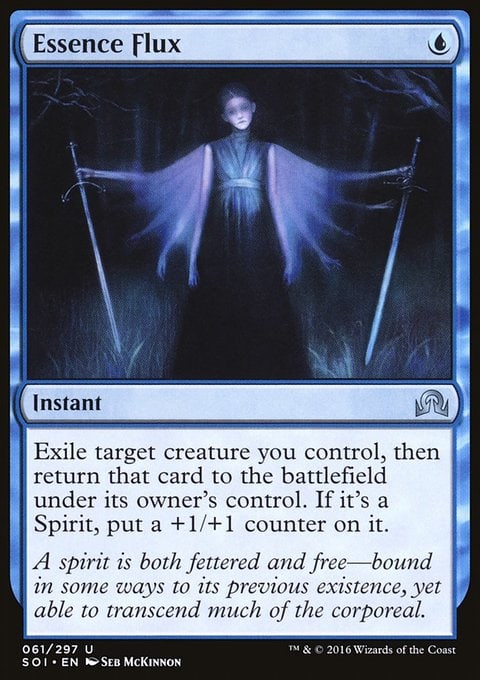 Essence Flux
Instant
Exile target creature you control, then
return that card to the battlefield
under its owner's control. If it's a
Spirit, put a +1/+1 counter on it.
A spirit is both fettered and free—bound
in some ways to its previous existence, yet
able to transcend much of the corporeal.
061/297 U
SOI • EN Seb McKinnon
™ & © 2016 Wizards of the Coast